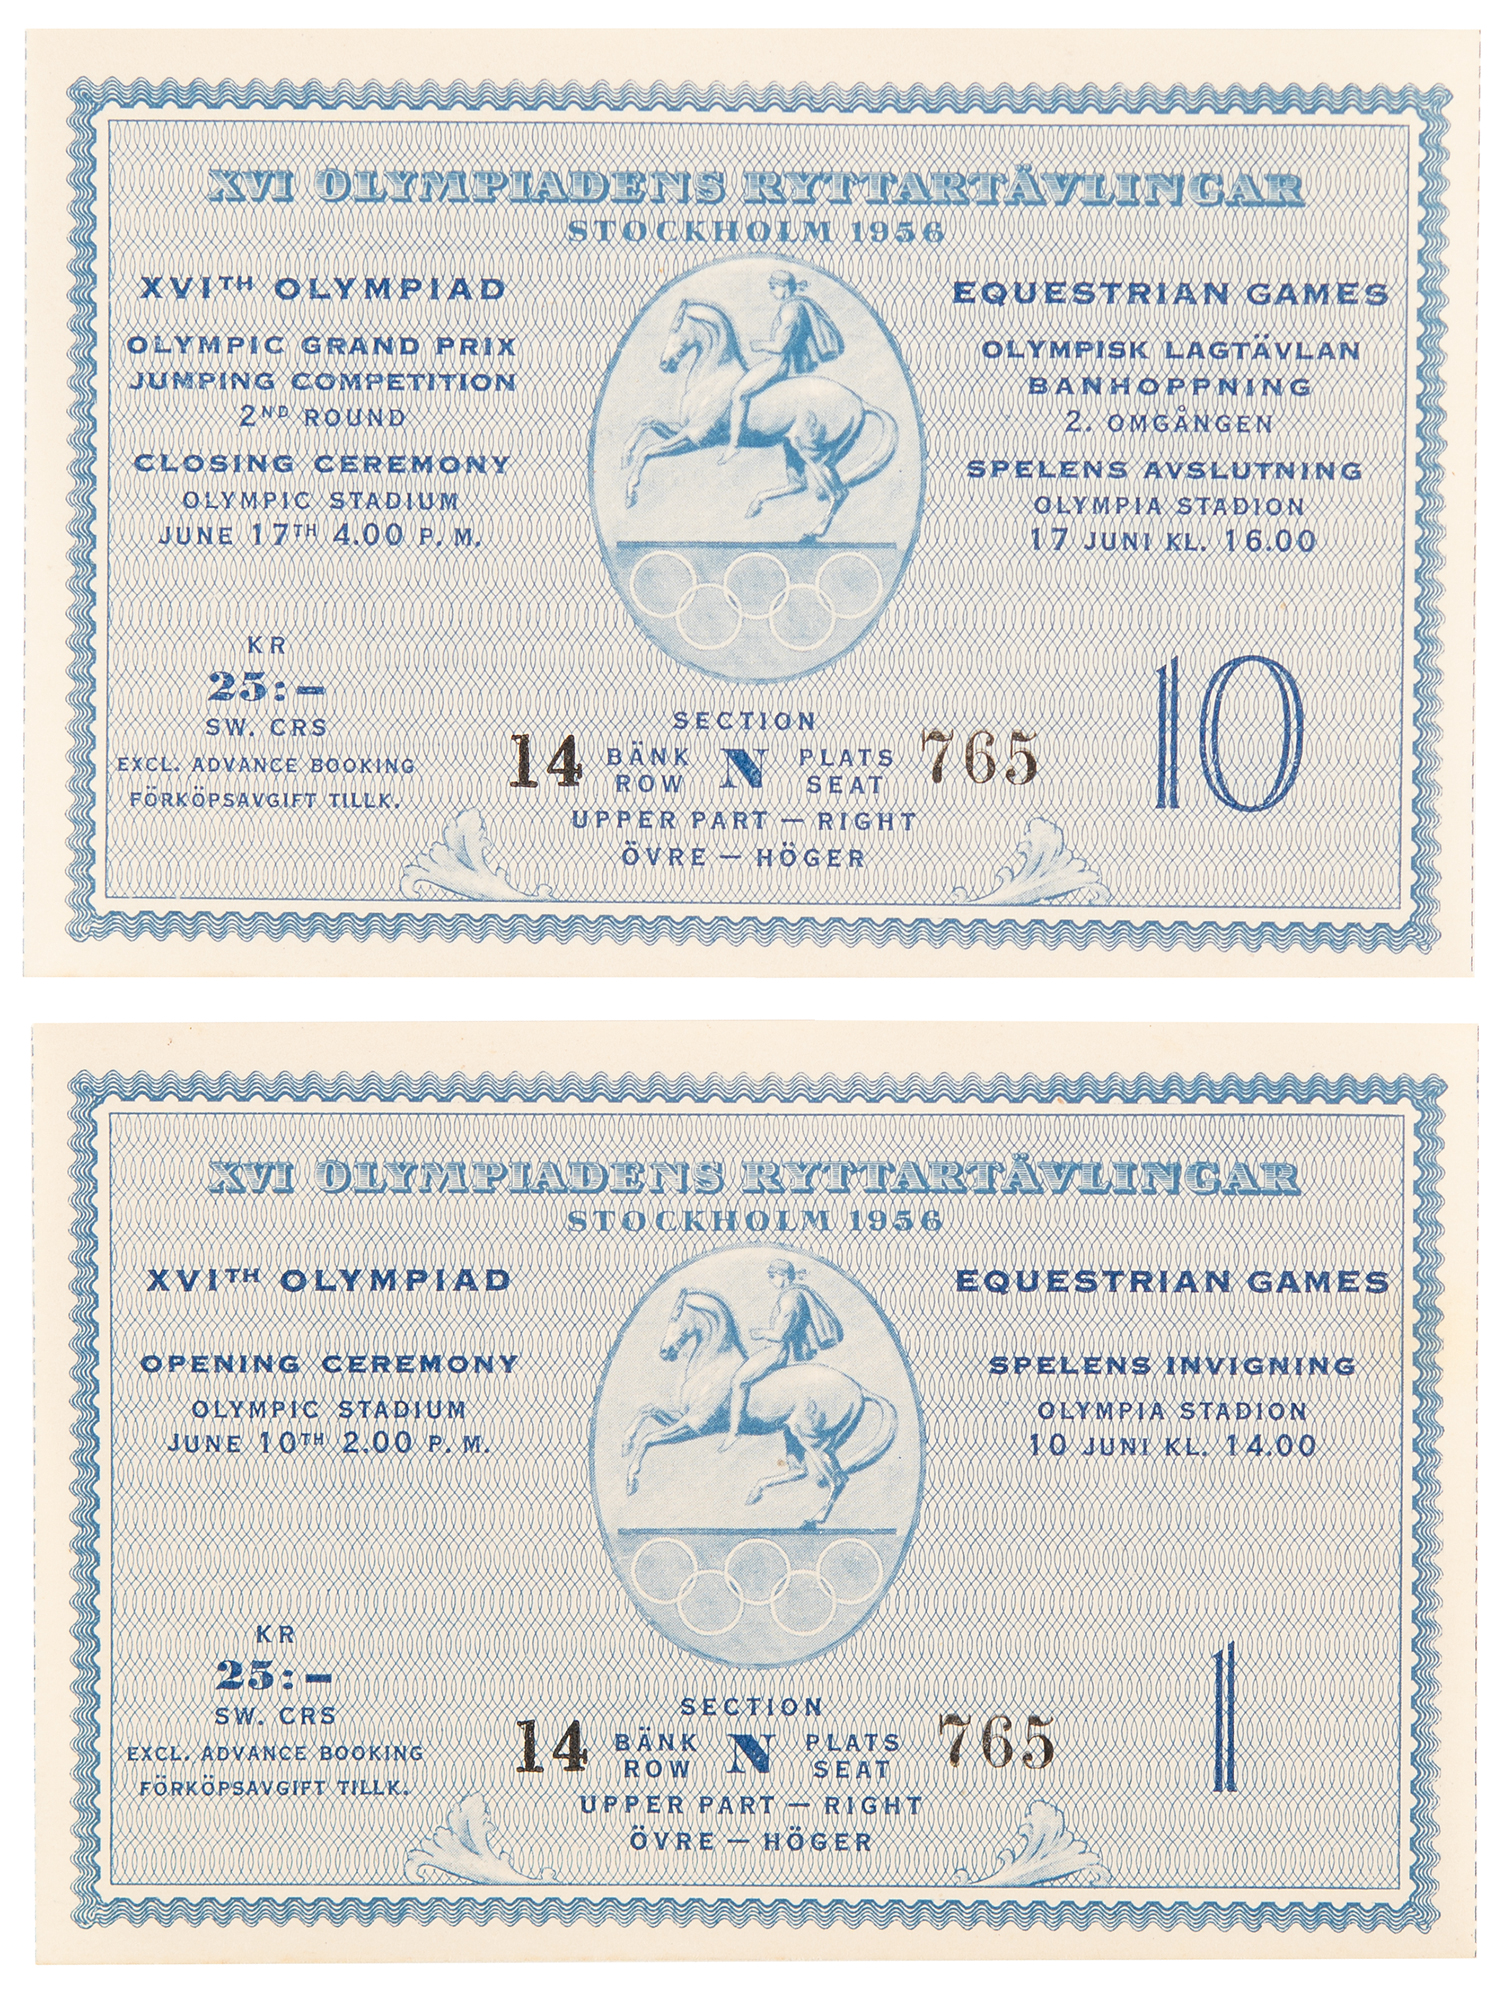 XVI OLYMPIADENS RYTTARTÄVLINGAR
STOCKHOLM 1956
XVITH OLYMPIAD
OLYMPIC GRAND PRIX
JUMPING COMPETITION
2ND ROUND
CLOSING CEREMONY
OLYMPIC STADIUM
JUNE 17TH 4.00 P. M.
EQUESTRIAN GAMES
OLYMPISK LAGTÄVLAN
BANHOPPNING
2. OMGÅNGEN
SPELENS AVSLUTNING
OLYMPIA STADION
17 JUNI KL. 16.00
KR
25:-
SW. CRS
EXCL. ADVANCE BOOKING
FÖRKÖPSAVGIFT TILLK.
SECTION
14 BÄNK N PLATS 765
ROW SEAT
UPPER PART — RIGHT
ÖVRE — HÖGER
10
XVI OLYMPIADENS RYTTARTÄVLINGAR
STOCKHOLM 1956
XVITH OLYMPIAD
OPENING CEREMONY
OLYMPIC STADIUM
JUNE 10TH 2.00 P. M.
EQUESTRIAN GAMES
SPELENS INVIGNING
OLYMPIA STADION
10 JUNI KL. 14.00
KR
25:-
SW. CRS
EXCL. ADVANCE BOOKING
FÖRKÖPSAVGIFT TILLK.
SECTION
14 BÄNK N PLATS 765
ROW SEAT
UPPER PART — RIGHT
ÖVRE — HÖGER
1